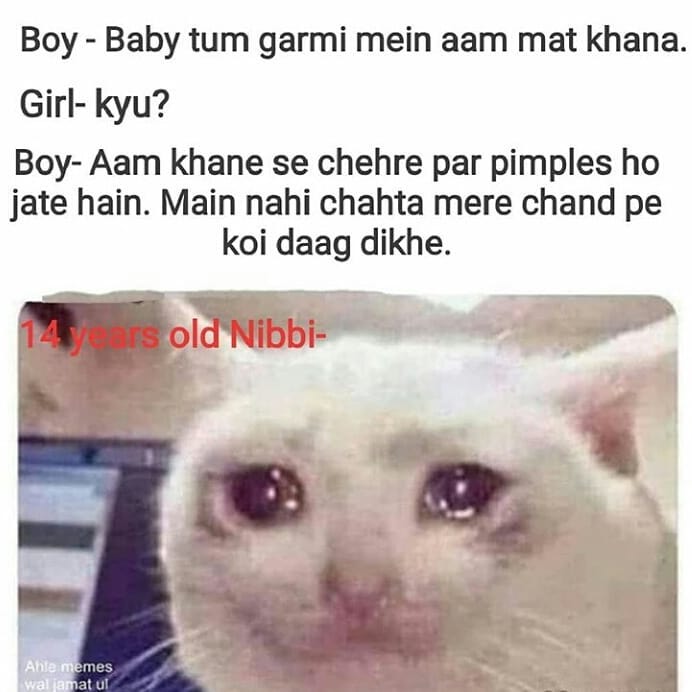 Boy - Baby tum garmi mein aam mat khana.
Girl- kyu?
Boy- Aam khane se chehre par pimples ho
jate hain. Main nahi chahta mere chand pe
koi daag dikhe.
14 years old Nibbi-
Ahle memes
wal jamat ul